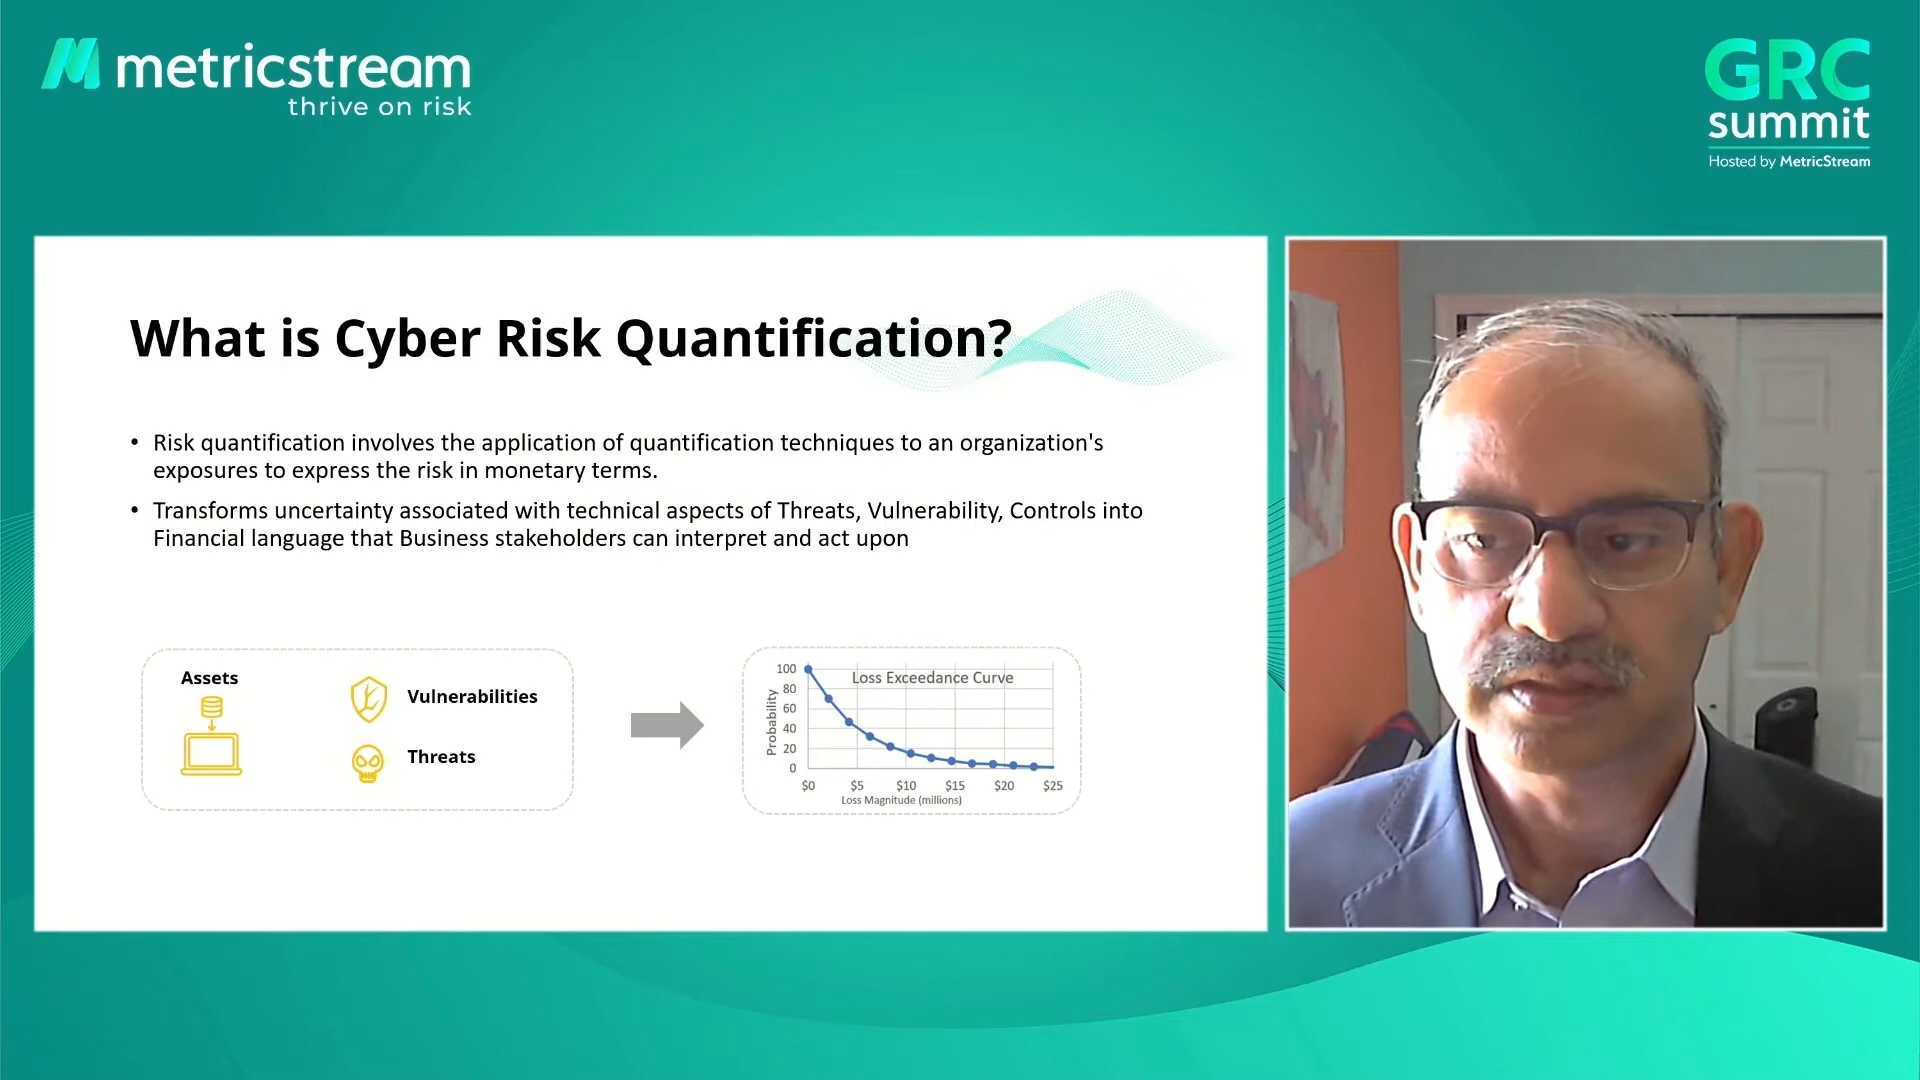 metricstream
thrive on risk
GRC
summit
Hosted by MetricStream
What is Cyber Risk Quantification?
• Risk quantification involves the application of quantification techniques to an organization's
exposures to express the risk in monetary terms.
• Transforms uncertainty associated with technical aspects of Threats, Vulnerability, Controls into
Financial language that Business stakeholders can interpret and act upon
Assets
Vulnerabilities
Threats
Loss Exceedance Curve
Probability
100
80
60
40
20
0
$0 $5 $10 $15 $20 $25
Loss Magnitude (millions)